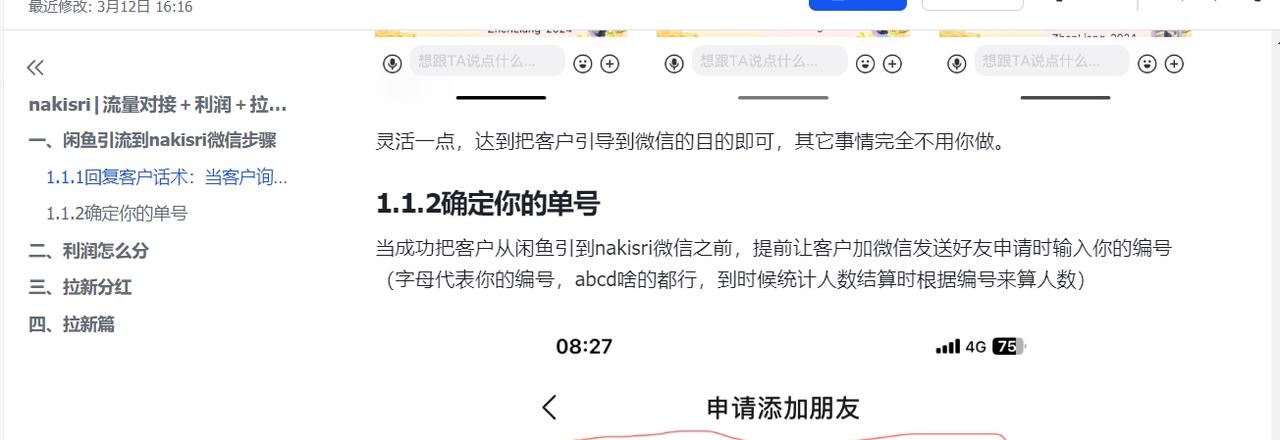 最近修改: 3月12日 16:16
nakisri|流量对接+利润+拉...
一、闲鱼引流到nakisri微信步骤
1.1.1回复客户话术：当客户询...
1.1.2确定你的单号
二、利润怎么分
三、拉新分红
四、拉新篇
想跟TA说点什么...
想跟TA说点什么...
想跟TA说点什么...
灵活一点，达到把客户引导到微信的目的即可，其它事情完全不用你做。
1.1.2确定你的单号
当成功把客户从闲鱼引到nakisri微信之前，提前让客户加微信发送好友申请时输入你的编号
（字母代表你的编号，abcd啥的都行，到时候统计人数结算时根据编号来算人数）
08:27
4G 75
申请添加朋友